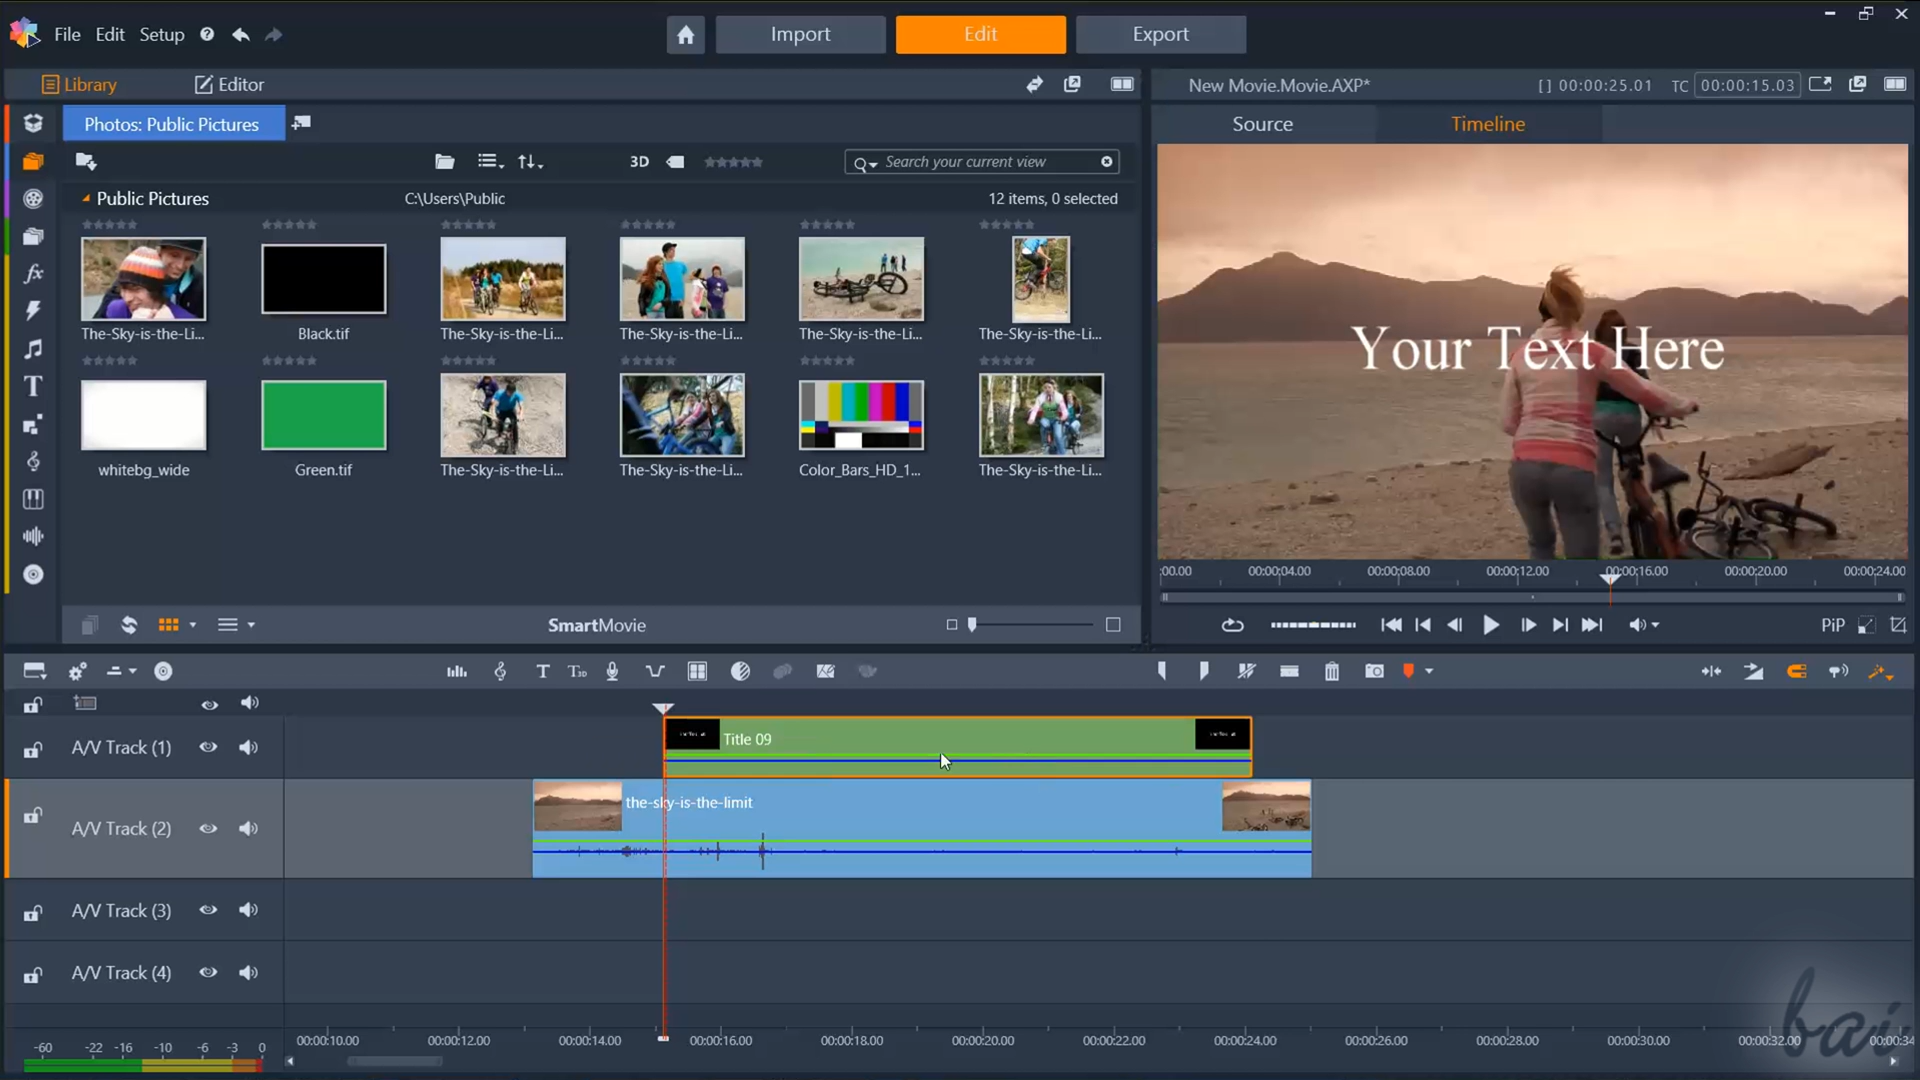 File Edit Setup
Import
Edit
Export
Library
Editor
New Movie.Movie.AXP*
[ ] 00:00:25.01
TC 00:00:15.03
Photos: Public Pictures
Source
Timeline
3D
Search your current view
Public Pictures
C:\Users\Public
12 items, 0 selected
The-Sky-is-the-Li...
Black.tif
The-Sky-is-the-Li...
The-Sky-is-the-Li...
The-Sky-is-the-Li...
The-Sky-is-the-Li...
whitebg_wide
Green.tif
The-Sky-is-the-Li...
The-Sky-is-the-Li...
Color_Bars_HD_1...
The-Sky-is-the-Li...
Your Text Here
:00.00 00:00:04.00 00:00:08.00 00:00:12.00 00:00:16.00 00:00:20.00 00:00:24.00
SmartMovie
PiP
T T3D
A/V Track (1)
Title 09
A/V Track (2)
the-sky-is-the-limit
A/V Track (3)
A/V Track (4)
-60 -22 -16 -10 -6 -3 0
00:00:10.00 00:00:12.00 00:00:14.00 00:00:16.00 00:00:18.00 00:00:20.00 00:00:22.00 00:00:24.00 00:00:26.00 00:00:28.00 00:00:30.00 00:00:32.00
bai